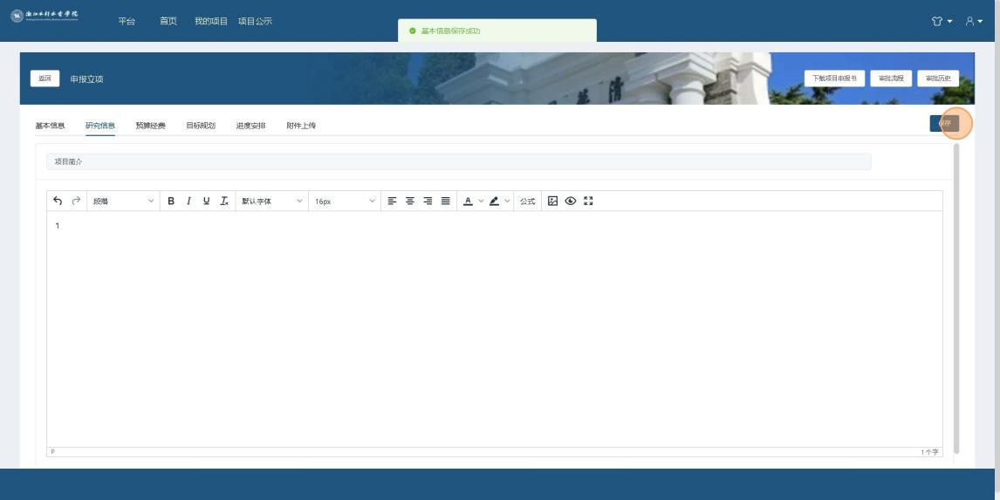 平台 首页 我的项目 项目公示
基本信息保存成功
返回 申报立项
下载项目申报书 审批流程 审批历史
基本信息 研究信息 预算经费 目标规划 进度安排 附件上传
保存
项目简介
段落 B I U 默认字体 16px A 公式
1
P 1 个字